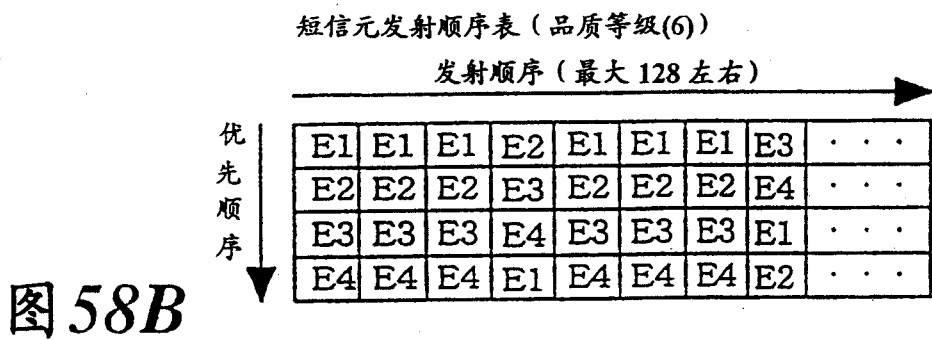 短信元发射顺序表（品质等级(6)）
发射顺序（最大 128 左右）
优先顺序
E1 E1 E1 E2 E1 E1 E1 E3 · · ·
E2 E2 E2 E3 E2 E2 E2 E4 · · ·
E3 E3 E3 E4 E3 E3 E3 E1 · · ·
E4 E4 E4 E1 E4 E4 E4 E2 · · ·
图58B